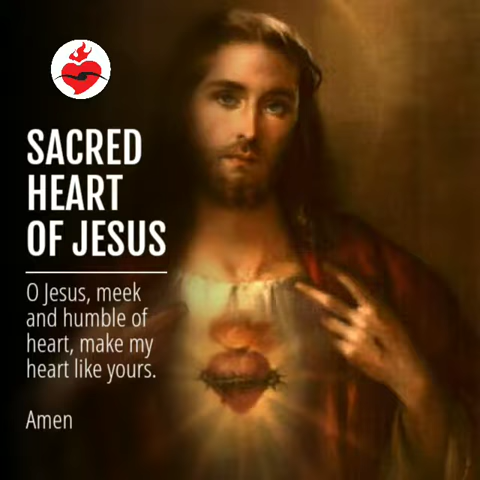 SACRED
HEART
OF JESUS
O Jesus, meek
and humble of
heart, make my
heart like yours.
Amen